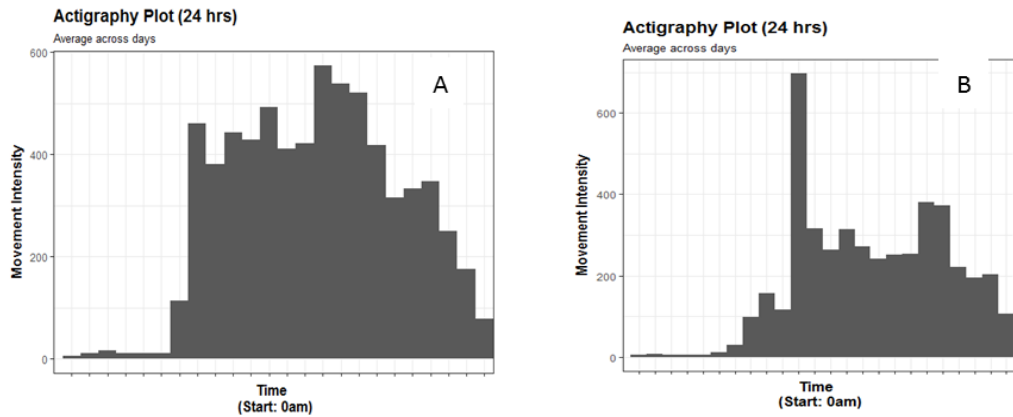 Actigraphy Plot (24 hrs)
Average across days
A
600
400
200
0
Movement Intensity
Time
(Start: 0am)
Actigraphy Plot (24 hrs)
Average across days
B
600
400
200
0
Movement Intensity
Time
(Start: 0am)